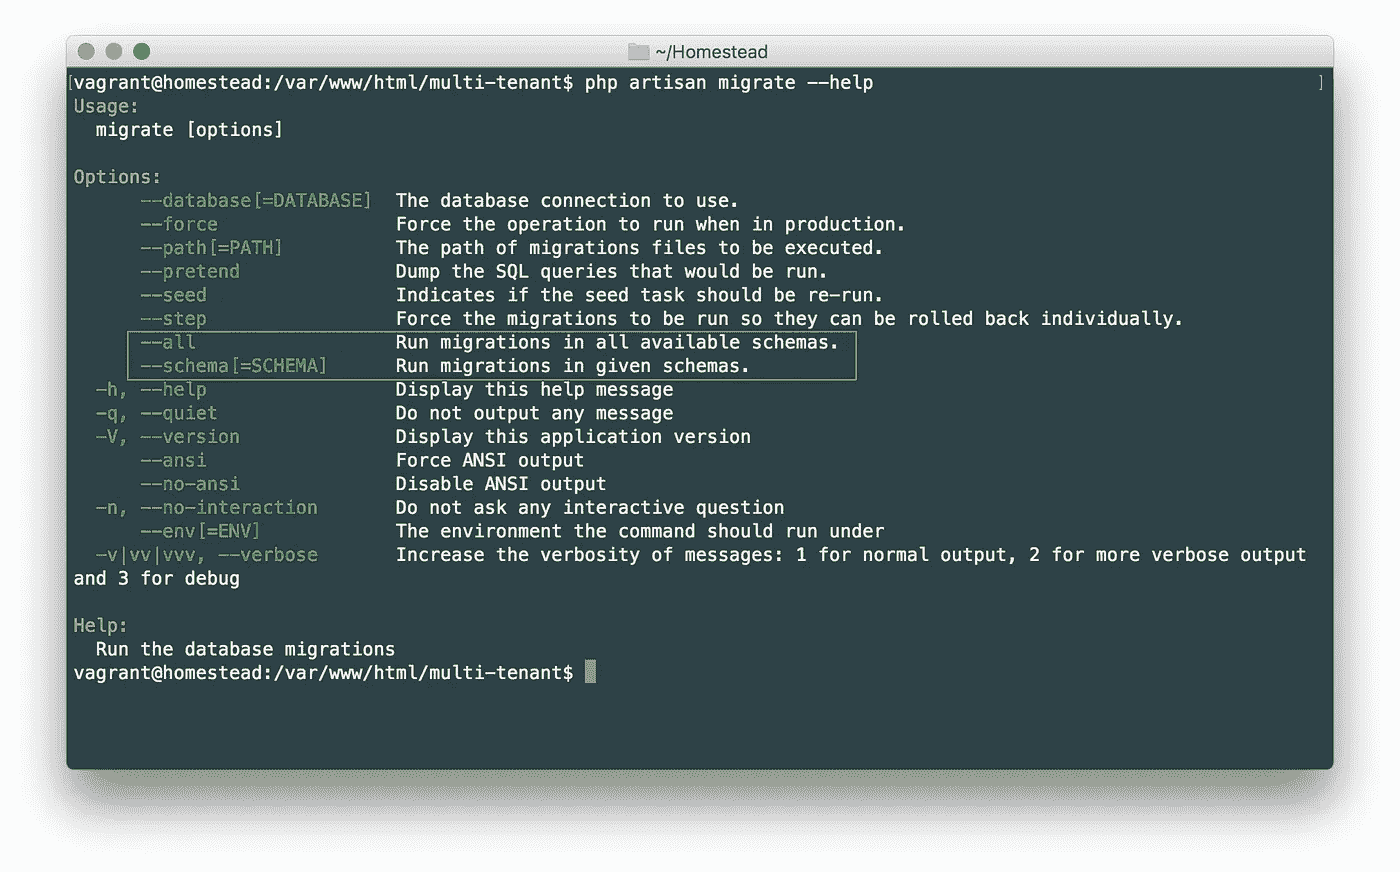 ~/Homestead
[vagrant@homestead:/var/www/html/multi-tenant$ php artisan migrate --help ]
Usage:
  migrate [options]

Options:
      --database[=DATABASE]  The database connection to use.
      --force                Force the operation to run when in production.
      --path[=PATH]          The path of migrations files to be executed.
      --pretend              Dump the SQL queries that would be run.
      --seed                 Indicates if the seed task should be re-run.
      --step                 Force the migrations to be run so they can be rolled back individually.
      --all                  Run migrations in all available schemas.
      --schema[=SCHEMA]      Run migrations in given schemas.
  -h, --help                 Display this help message
  -q, --quiet                Do not output any message
  -V, --version              Display this application version
      --ansi                 Force ANSI output
      --no-ansi              Disable ANSI output
  -n, --no-interaction       Do not ask any interactive question
      --env[=ENV]            The environment the command should run under
  -v|vv|vvv, --verbose       Increase the verbosity of messages: 1 for normal output, 2 for more verbose output
and 3 for debug

Help:
  Run the database migrations
vagrant@homestead:/var/www/html/multi-tenant$